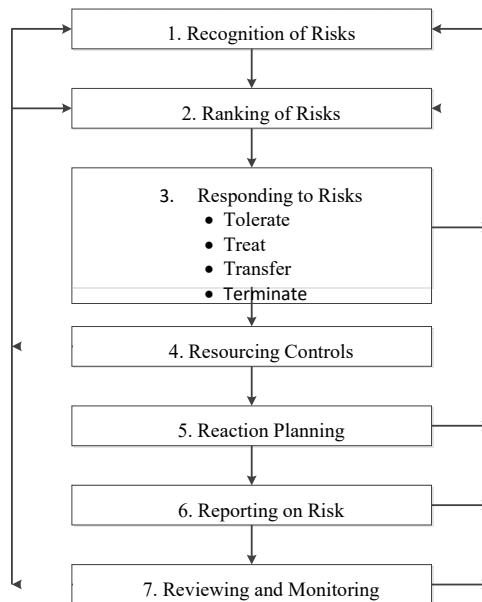 1. Recognition of Risks
2. Ranking of Risks
3. Responding to Risks
• Tolerate
• Treat
• Transfer
• Terminate
4. Resourcing Controls
5. Reaction Planning
6. Reporting on Risk
7. Reviewing and Monitoring